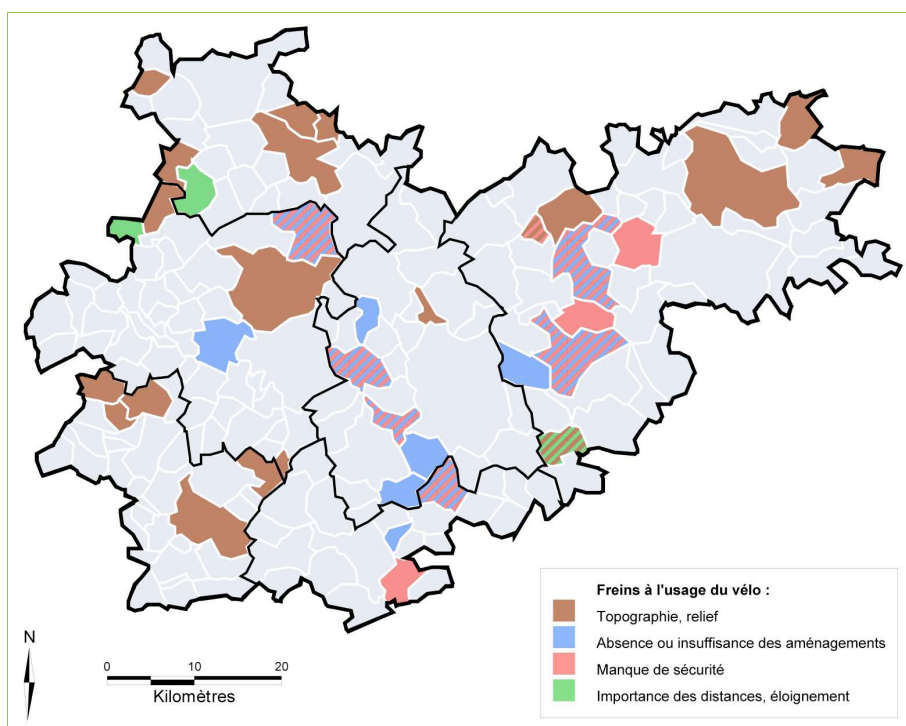 Freins à l'usage du vélo :
Topographie, relief
Absence ou insuffisance des aménagements
Manque de sécurité
Importance des distances, éloignement
N
0 10 20
Kilomètres